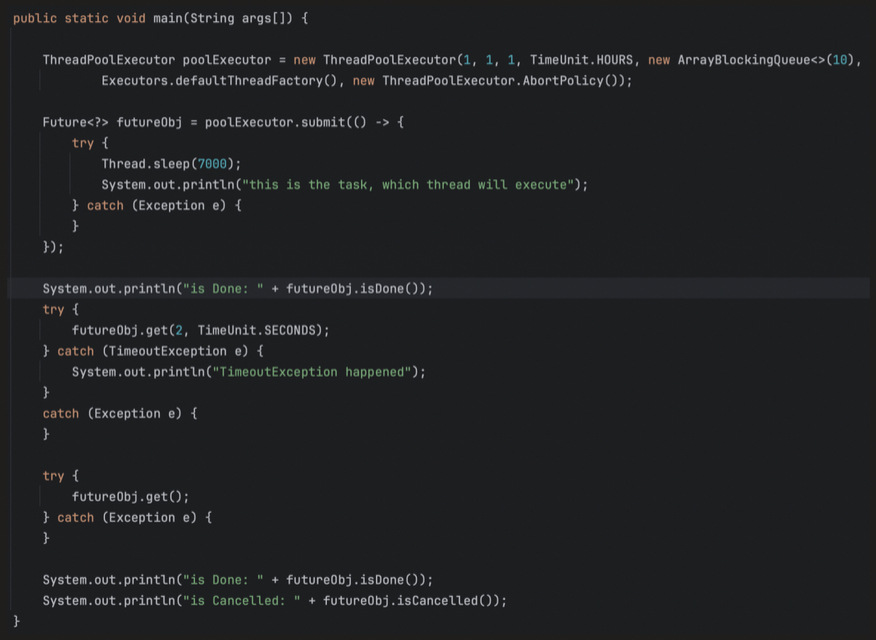 public static void main(String args[]) {
ThreadPoolExecutor poolExecutor = new ThreadPoolExecutor(1, 1, 1, TimeUnit.HOURS, new ArrayBlockingQueue<>(10),
Executors.defaultThreadFactory(), new ThreadPoolExecutor.AbortPolicy());
Future<?> futureObj = poolExecutor.submit(() -> {
try {
Thread.sleep(7000);
System.out.println("this is the task, which thread will execute");
} catch (Exception e) {
}
});
System.out.println("is Done: " + futureObj.isDone());
try {
futureObj.get(2, TimeUnit.SECONDS);
} catch (TimeoutException e) {
System.out.println("TimeoutException happened");
}
catch (Exception e) {
}
try {
futureObj.get();
} catch (Exception e) {
}
System.out.println("is Done: " + futureObj.isDone());
System.out.println("is Cancelled: " + futureObj.isCancelled());
}